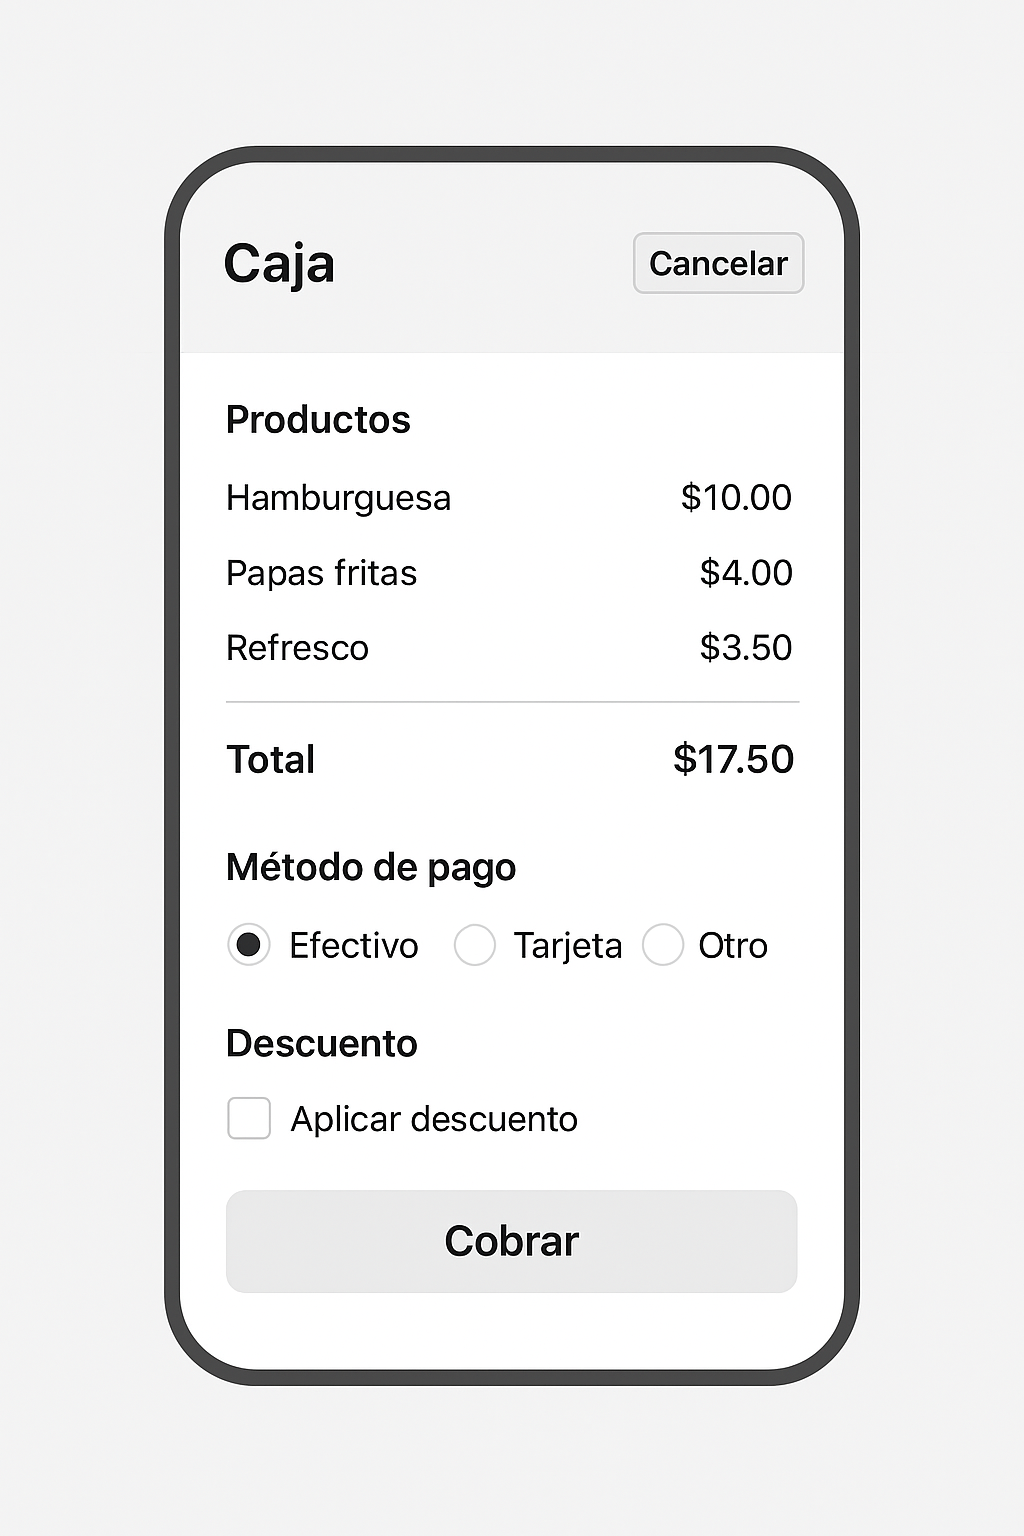 Caja Cancelar
Productos
Hamburguesa $10.00
Papas fritas $4.00
Refresco $3.50
Total $17.50
Método de pago
Efectivo Tarjeta Otro
Descuento
Aplicar descuento
Cobrar